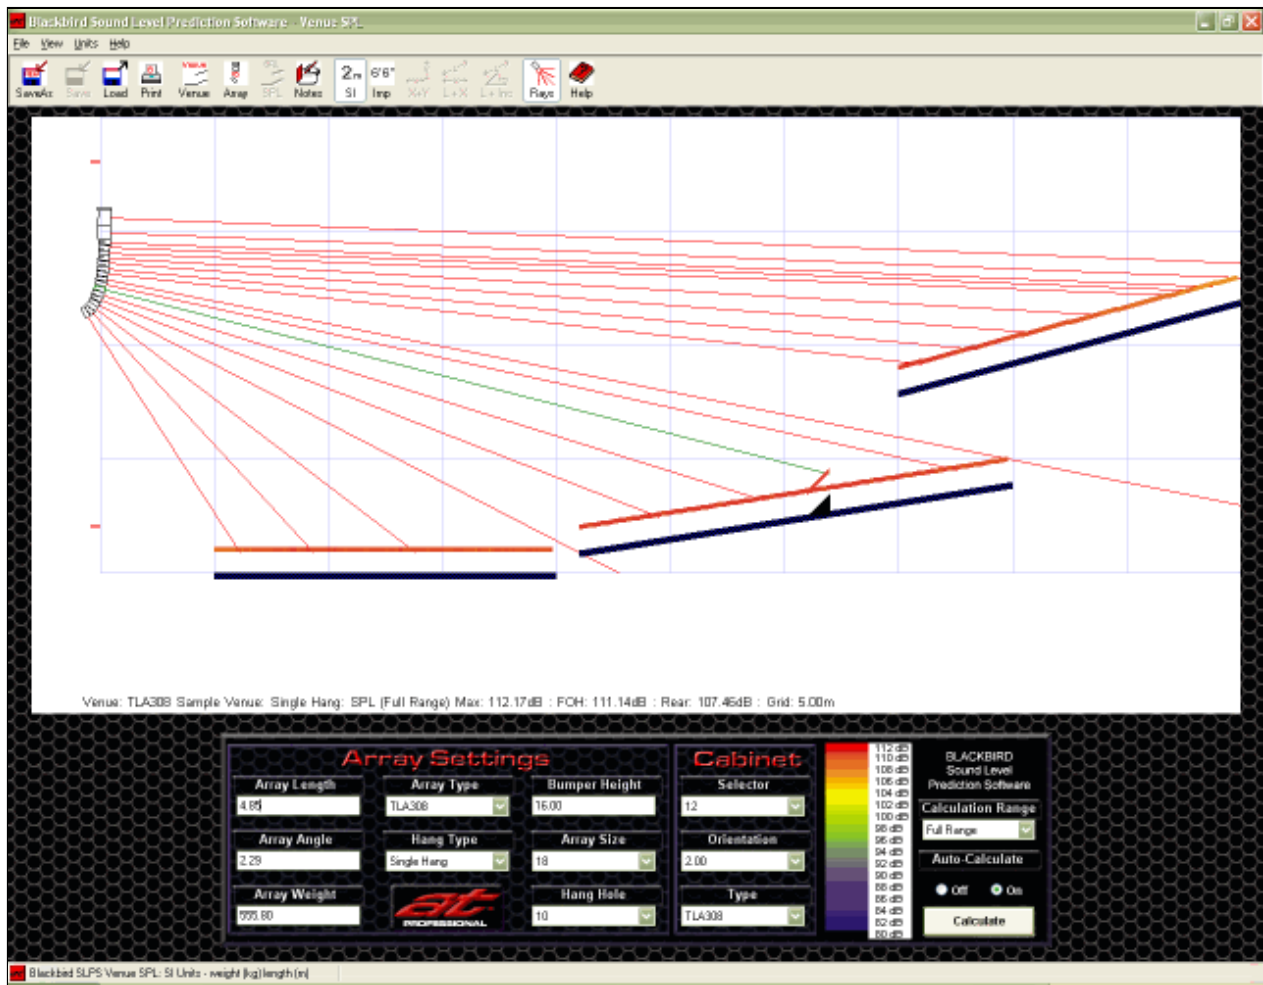 Blackbird Sound Level Prediction Software - Venue SPL
File View Units Help
2m 6'6"
SaveAs Save Load Print Venue Array SPL Notes SI Imp X+Y L+X L+Inc Rays Help
Venue: TLA308 Sample Venue: Single Hang: SPL (Full Range) Max: 112.17dB : FOH: 111.14dB : Rear: 107.46dB : Grid: 5.00m
Array Settings
Array Length Array Type Bumper Height
4.85 TLA308 16.00
Array Angle Hang Type Array Size
2.29 Single Hang 18
Array Weight Hang Hole
555.80 10
at PROFESSIONAL
Cabinet
Selector
12
Orientation
2.00
Type
TLA308
112 dB
110 dB
108 dB
106 dB
104 dB
102 dB
100 dB
98 dB
96 dB
94 dB
92 dB
90 dB
88 dB
86 dB
84 dB
82 dB
80 dB
BLACKBIRD
Sound Level
Prediction Software
Calculation Range
Full Range
Auto-Calculate
Off On
Calculate
Blackbird SLPS Venue SPL: SI Units - weight (kg) length (m)